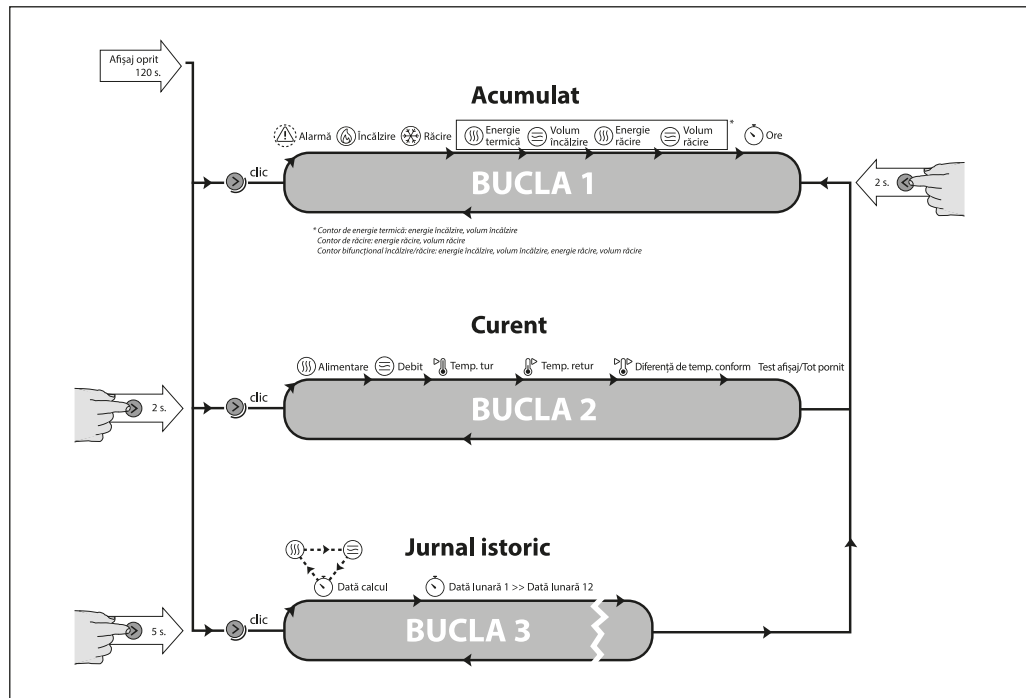 Afișaj oprit
120 s.
Acumulat
Alarmă Încălzire Răcire Energie termică Volum încălzire Energie răcire Volum răcire * Ore
clic
BUCLA 1
2 s.
* Contor de energie termică: energie încălzire, volum încălzire
Contor de răcire: energie răcire, volum răcire
Contor bifuncțional încălzire/răcire: energie încălzire, volum încălzire, energie răcire, volum răcire
Curent
Alimentare Debit Temp. tur Temp. retur Diferență de temp. conform Test afișaj/Tot pornit
clic
2 s.
BUCLA 2
Jurnal istoric
Dată calcul Dată lunară 1 >> Dată lunară 12
clic
5 s.
BUCLA 3